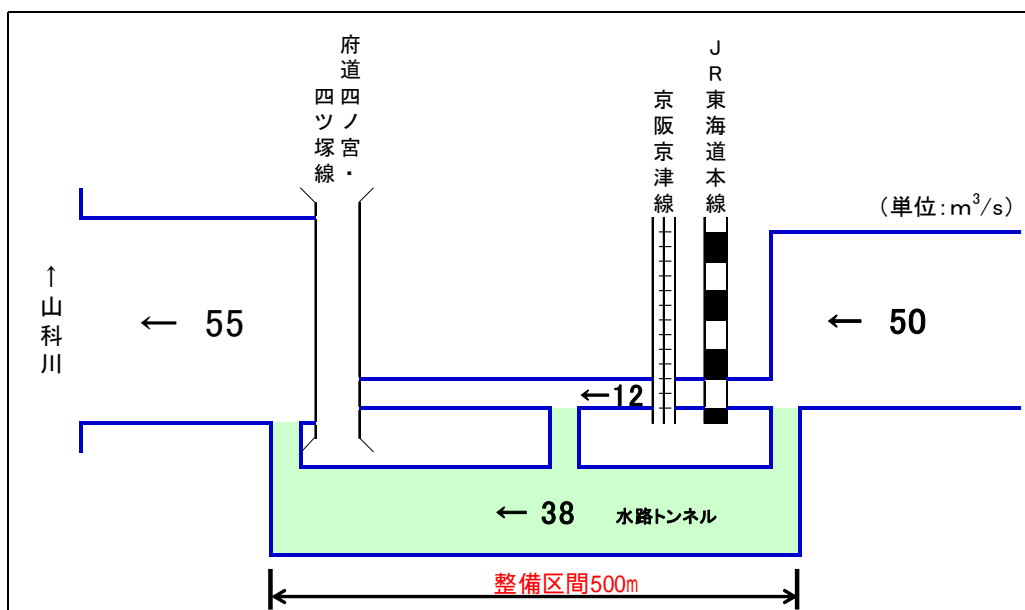 府道四ノ宮・
四ツ塚線
京阪京津線
JR東海道本線
(単位:m³/s)
↑山科川
← 55
← 50
←12
← 38 水路トンネル
整備区間500m